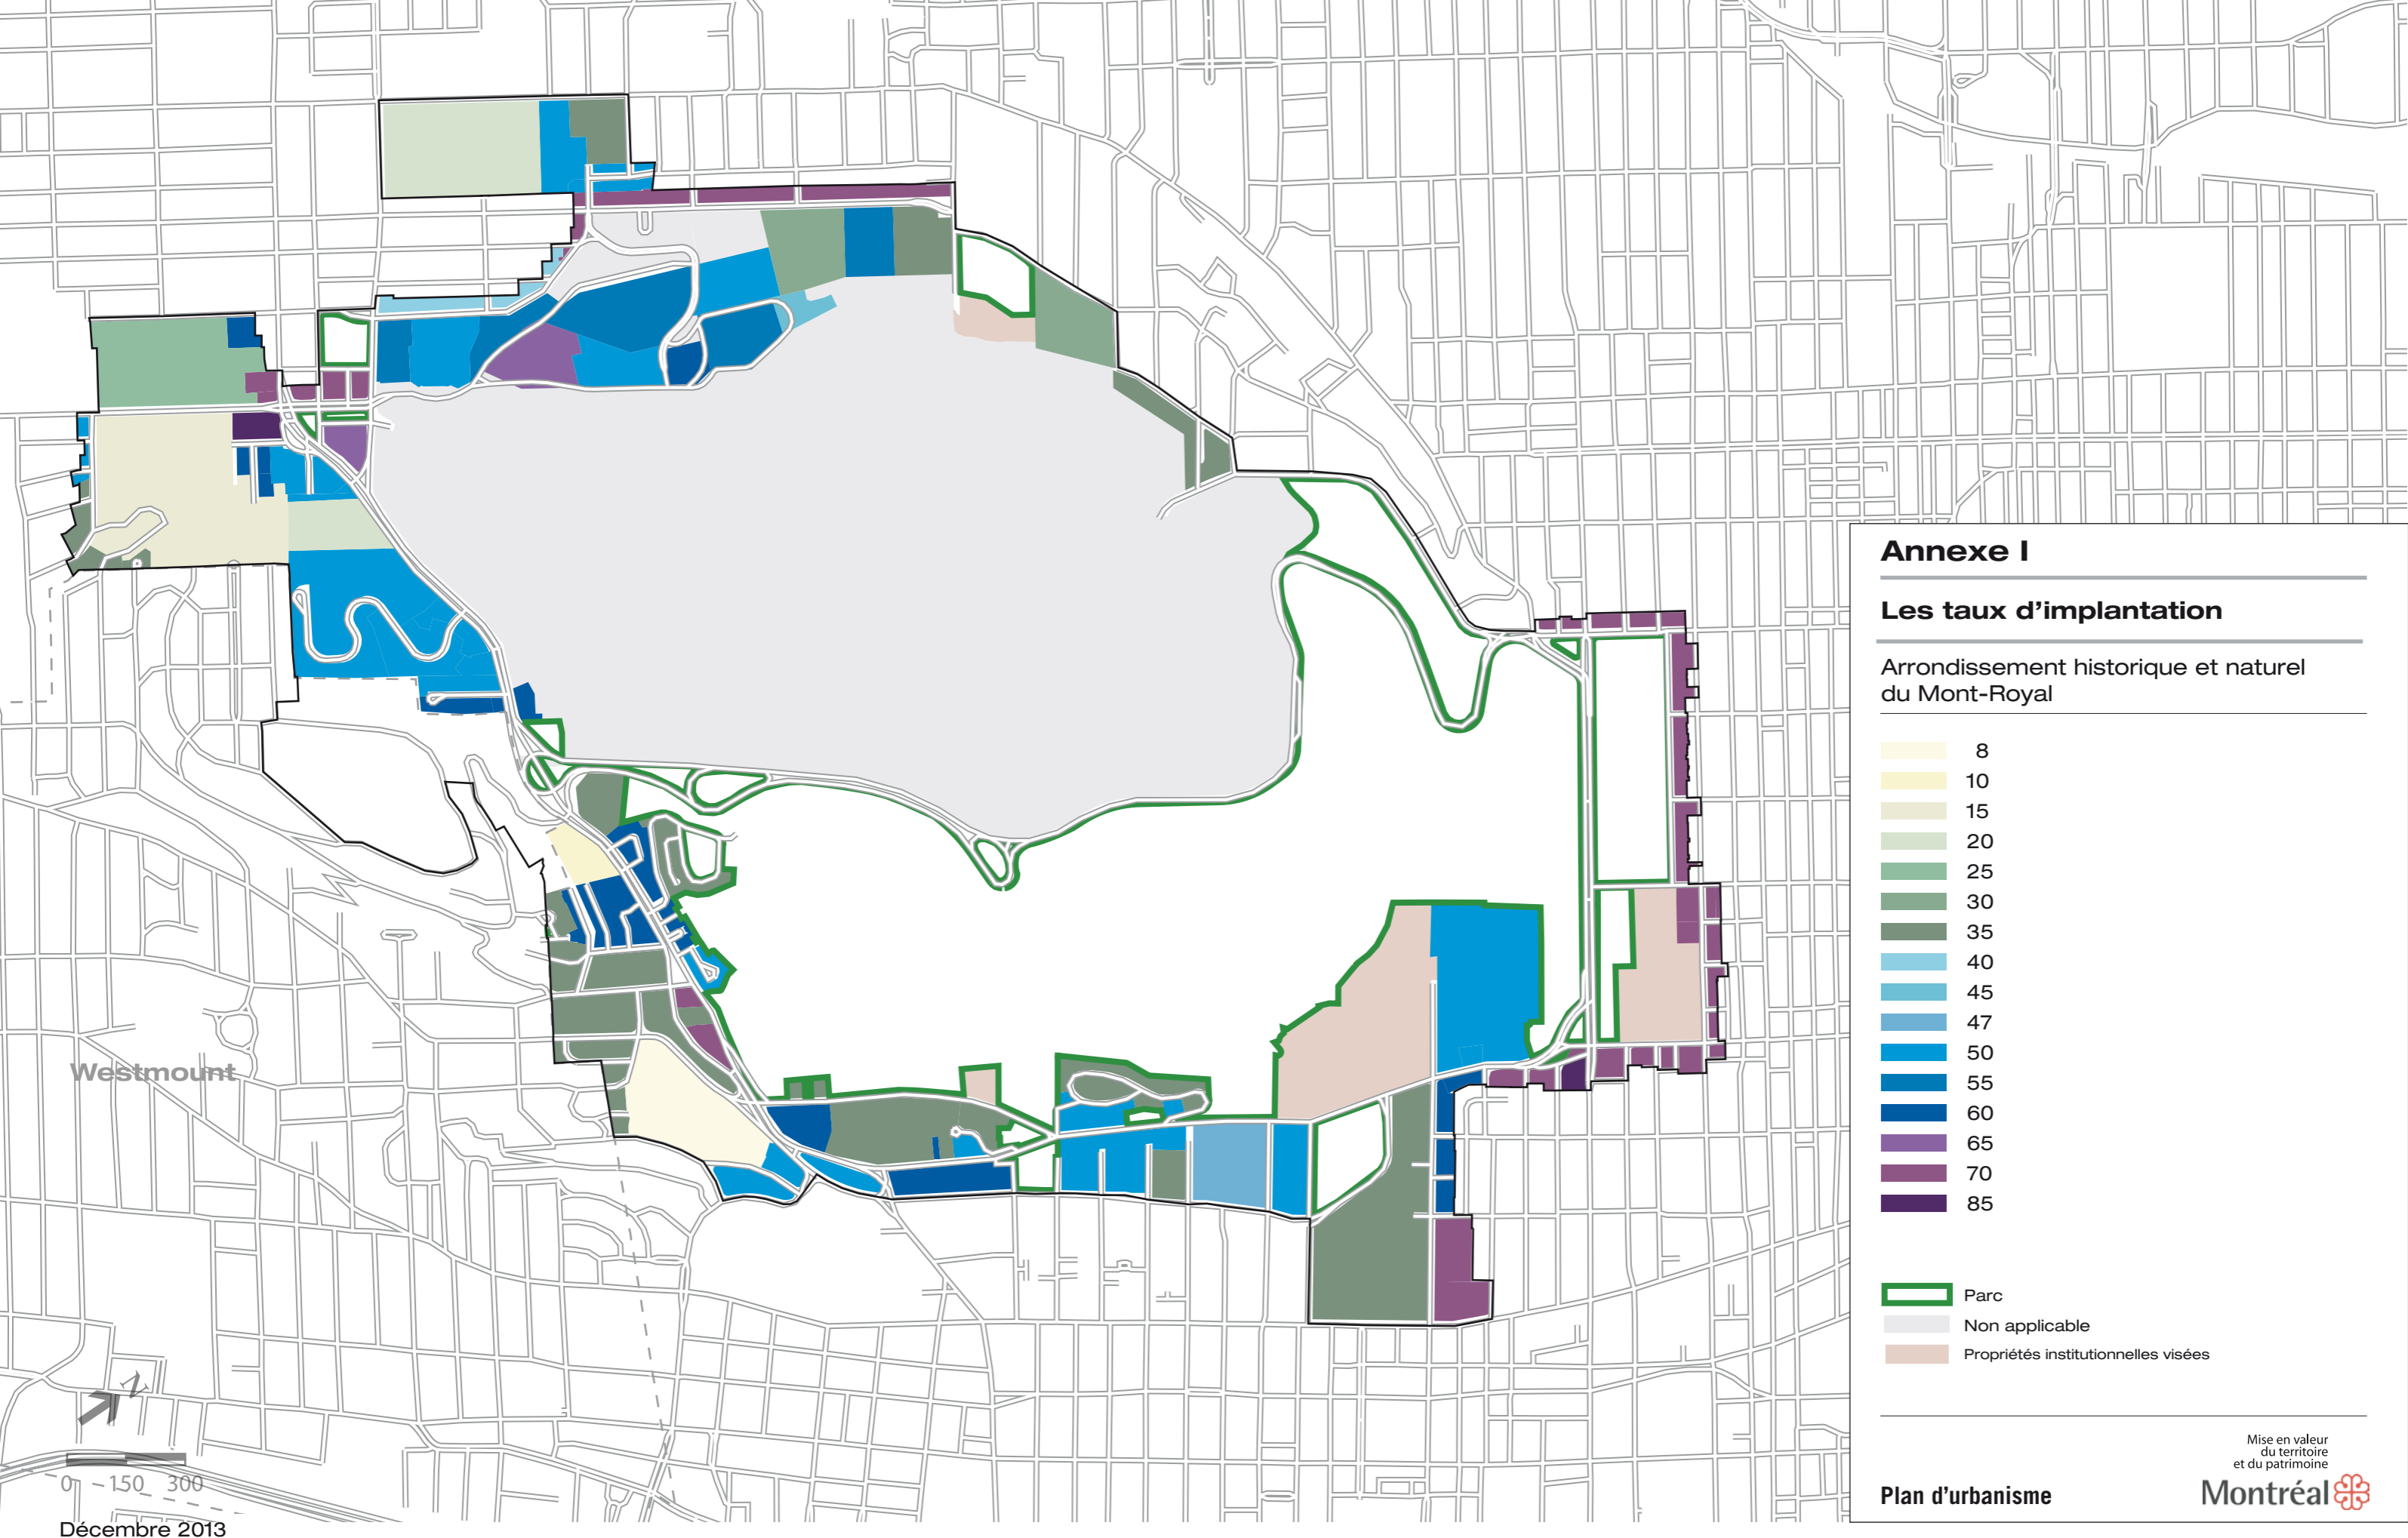 Annexe I
Les taux d'implantation
Arrondissement historique et naturel
du Mont-Royal
8
10
15
20
25
30
35
40
45
47
50
55
60
65
70
85
Parc
Non applicable
Propriétés institutionnelles visées
Mise en valeur
du territoire
et du patrimoine
Plan d'urbanisme
Montréal
Westmount
N
0 150 300
Décembre 2013